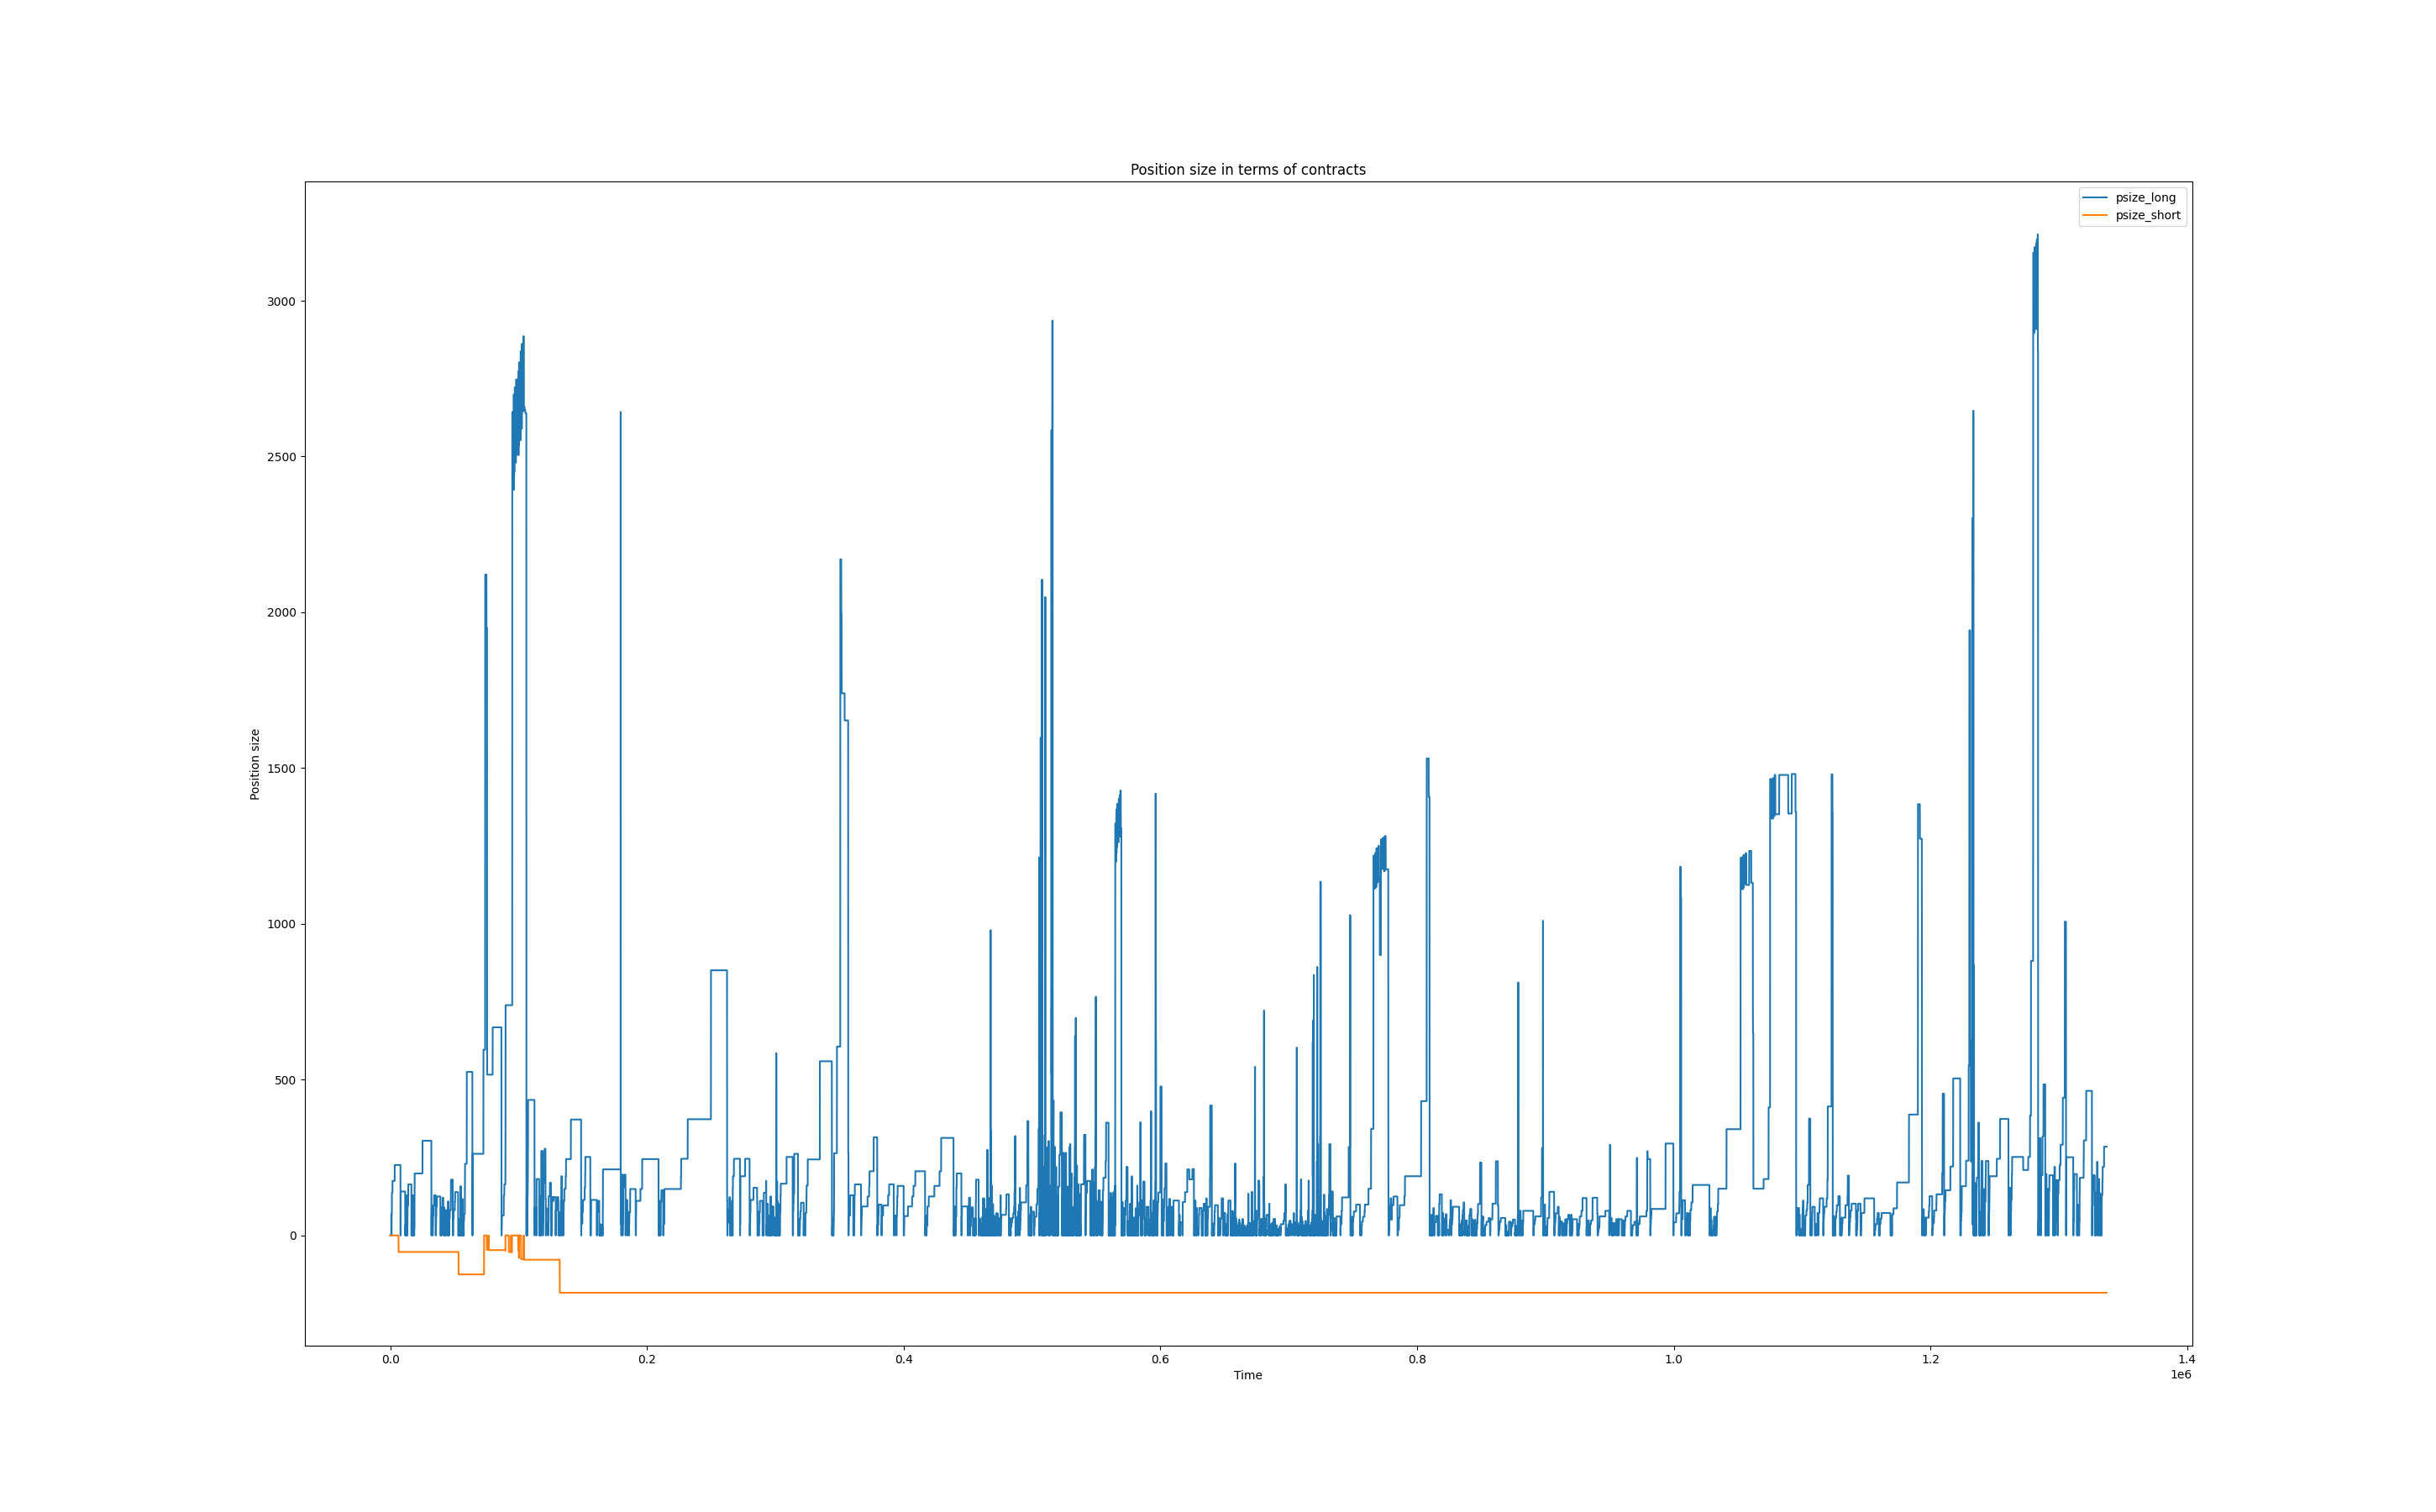 Position size in terms of contracts
psize_long
psize_short
3000
2500
2000
1500
1000
500
0
Position size
0.0 0.2 0.4 0.6 0.8 1.0 1.2 1.4
Time
1e6